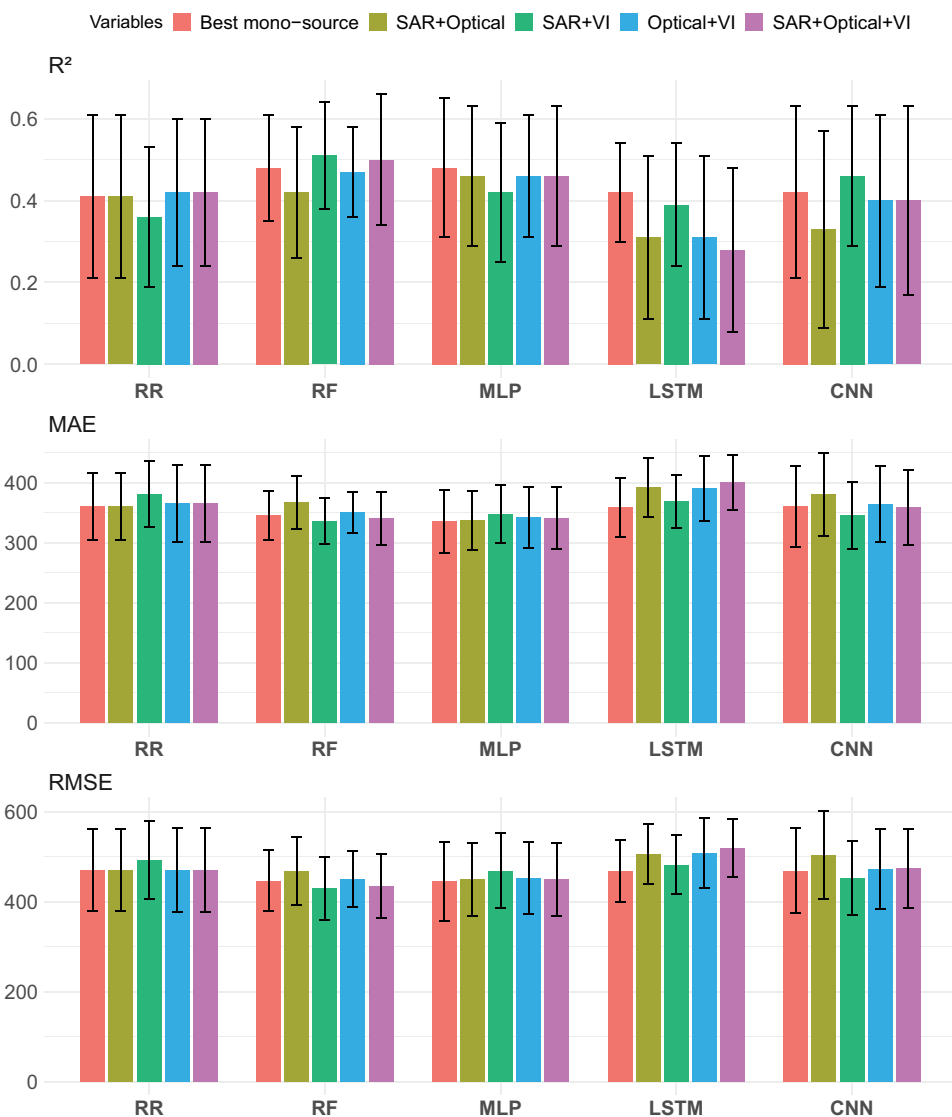 Variables Best mono−source SAR+Optical SAR+VI Optical+VI SAR+Optical+VI
R²
0.6
0.4
0.2
0.0
RR RF MLP LSTM CNN
MAE
400
300
200
100
0
RR RF MLP LSTM CNN
RMSE
600
400
200
0
RR RF MLP LSTM CNN